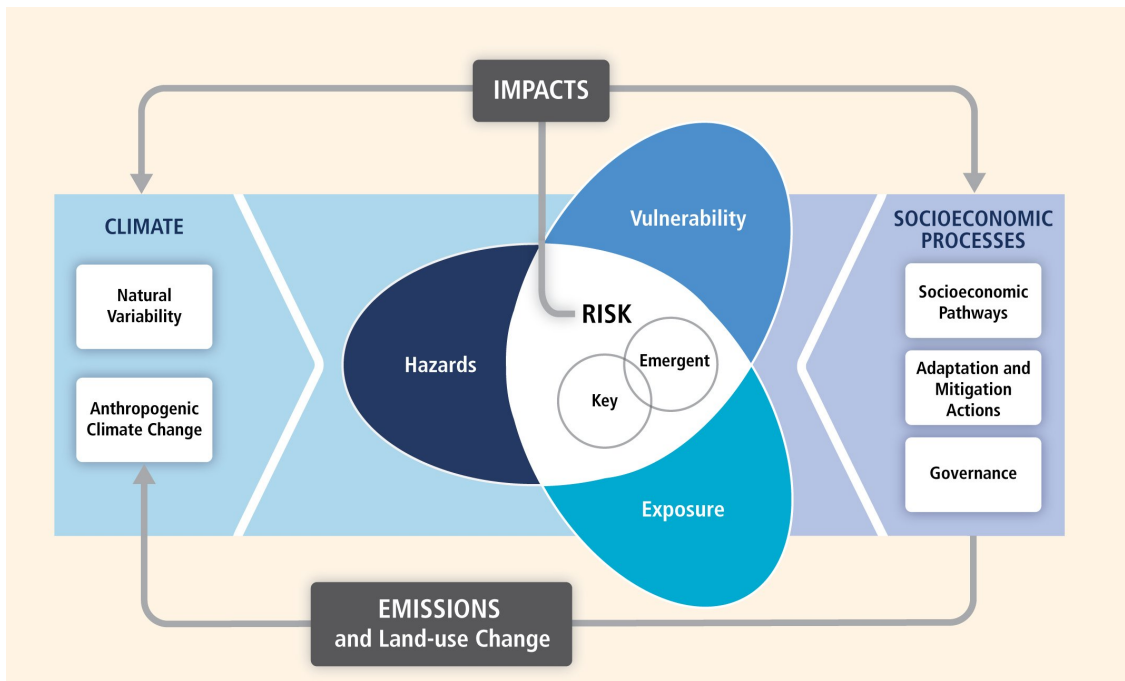 IMPACTS
CLIMATE
Natural
Variability
Anthropogenic
Climate Change
Vulnerability
Hazards
RISK
Emergent
Key
Exposure
SOCIOECONOMIC
PROCESSES
Socioeconomic
Pathways
Adaptation and
Mitigation
Actions
Governance
EMISSIONS
and Land-use Change